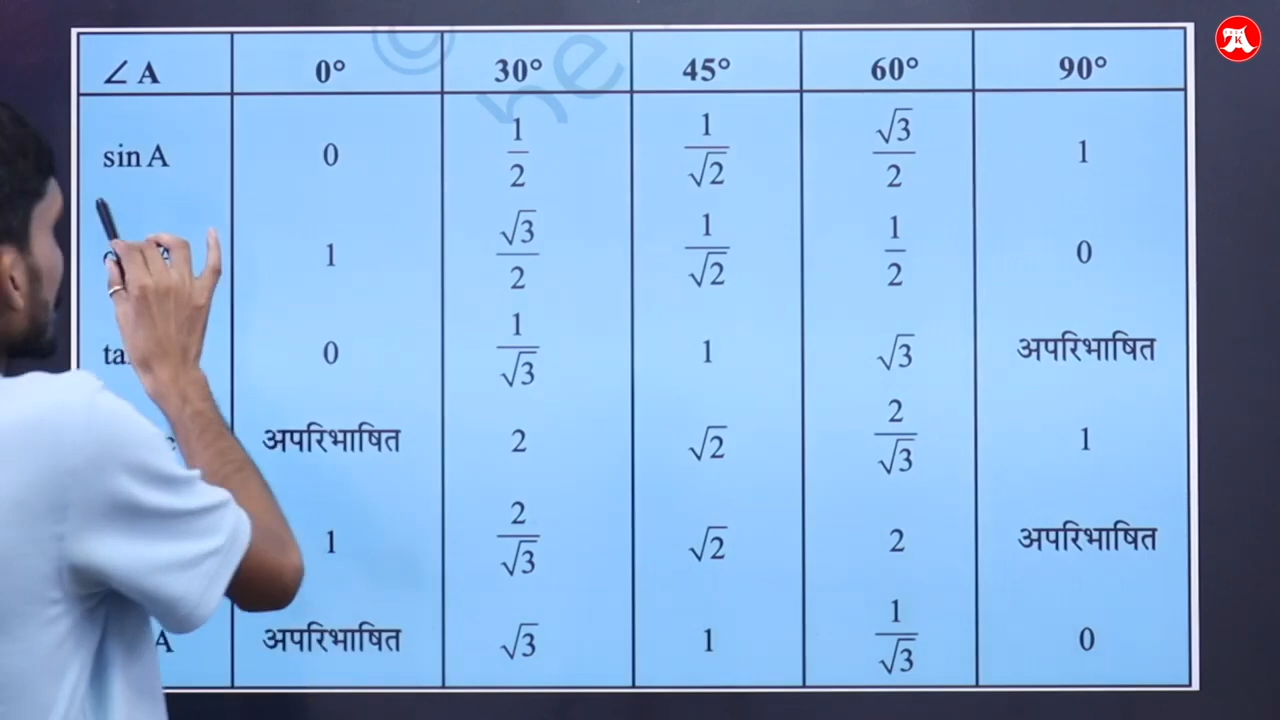 ∠ A 0° 30° 45° 60° 90°
sin A 0 1/2 1/√2 √3/2 1
1 √3/2 1/√2 1/2 0
0 1/√3 1 √3 अपरिभाषित
अपरिभाषित 2 √2 2/√3 1
1 2/√3 √2 2 अपरिभाषित
A अपरिभाषित √3 1 1/√3 0